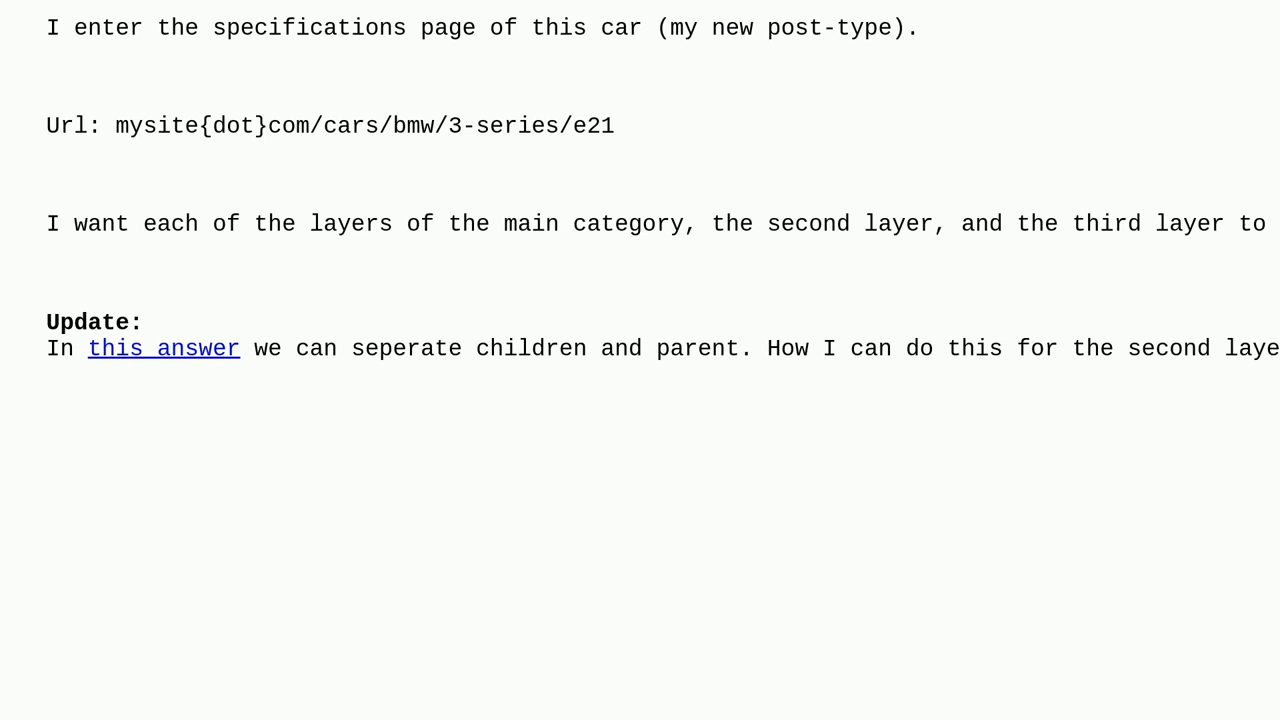 I enter the specifications page of this car (my new post-type).
Url: mysite{dot}com/cars/bmw/3-series/e21
I want each of the layers of the main category, the second layer, and the third layer to
Update:
In this answer we can seperate children and parent. How I can do this for the second laye